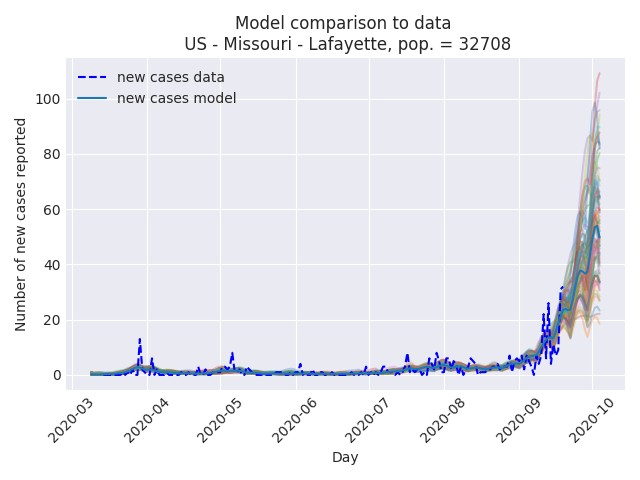 Model comparison to data
US - Missouri - Lafayette, pop. = 32708
new cases data
new cases model
Number of new cases reported
100
80
60
40
20
0
2020-03
2020-04
2020-05
2020-06
2020-07
2020-08
2020-09
2020-10
Day